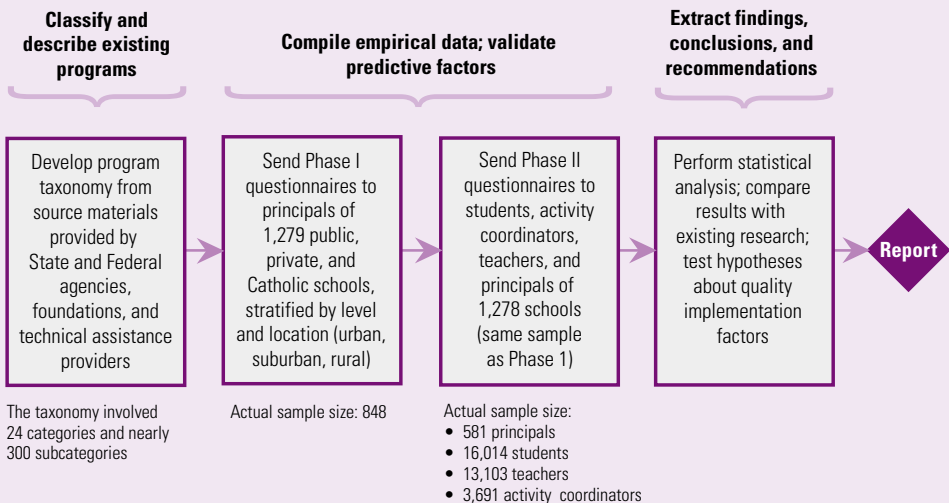 Classify and
describe existing
programs
Compile empirical data; validate
predictive factors
Extract findings,
conclusions, and
recommendations
Develop program
taxonomy from
source materials
provided by
State and Federal
agencies,
foundations, and
technical assistance
providers
Send Phase I
questionnaires to
principals of
1,279 public,
private, and
Catholic schools,
stratified by level
and location (urban,
suburban, rural)
Send Phase II
questionnaires to
students, activity
coordinators,
teachers, and
principals of
1,278 schools
(same sample
as Phase 1)
Perform statistical
analysis; compare
results with
existing research;
test hypotheses
about quality
implementation
factors
Report
The taxonomy involved
24 categories and nearly
300 subcategories
Actual sample size: 848
Actual sample size:
• 581 principals
• 16,014 students
• 13,103 teachers
• 3,691 activity coordinators